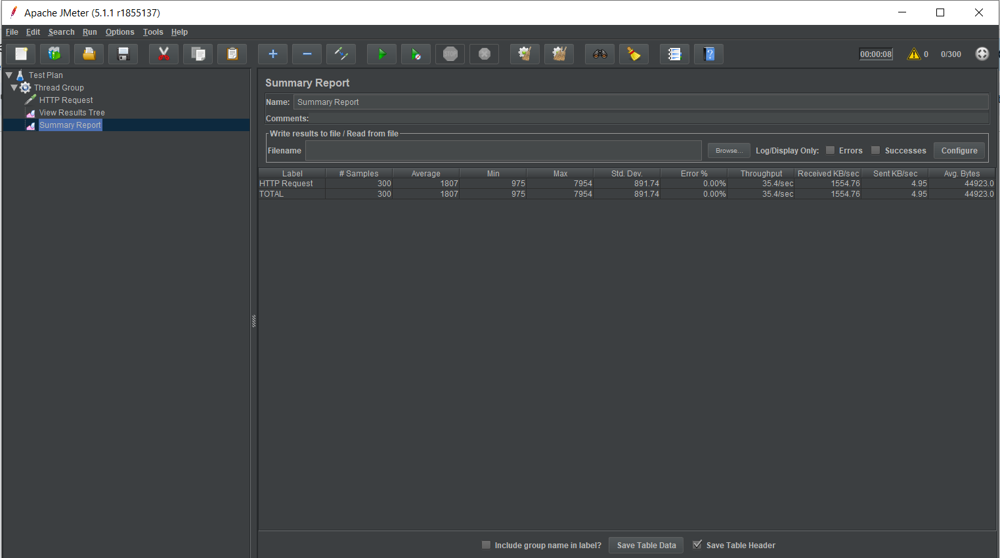 Apache JMeter (5.1.1 r1855137)
File Edit Search Run Options Tools Help
STOP
00:00:08 0 0/300
Test Plan
Thread Group
HTTP Request
View Results Tree
Summary Report
Summary Report
Name: Summary Report
Comments:
Write results to file / Read from file
Filename Browse... Log/Display Only: Errors Successes Configure
Label # Samples Average Min Max Std. Dev. Error % Throughput Received KB/sec Sent KB/sec Avg. Bytes
HTTP Request 300 1807 975 7954 891.74 0.00% 35.4/sec 1554.76 4.95 44923.0
TOTAL 300 1807 975 7954 891.74 0.00% 35.4/sec 1554.76 4.95 44923.0
Include group name in label? Save Table Data Save Table Header